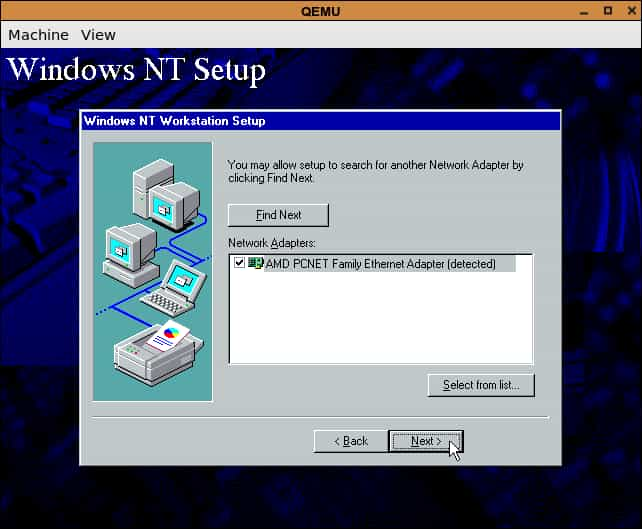 QEMU
Machine View
Windows NT Setup
Windows NT Workstation Setup
You may allow setup to search for another Network Adapter by
clicking Find Next.
Find Next
Network Adapters:
AMD PCNET Family Ethernet Adapter (detected)
Select from list...
< Back
Next >